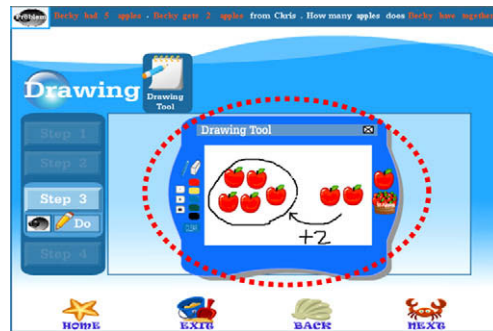 Problem Becky had 5 apples . Becky gets 2 apples from Chris . How many apples does Becky have together
Drawing
Drawing
Tool
Drawing Tool
Step 1
Step 2
Step 3
Do
Step 4
+2
HOME
EXIT
BACK
NEXT